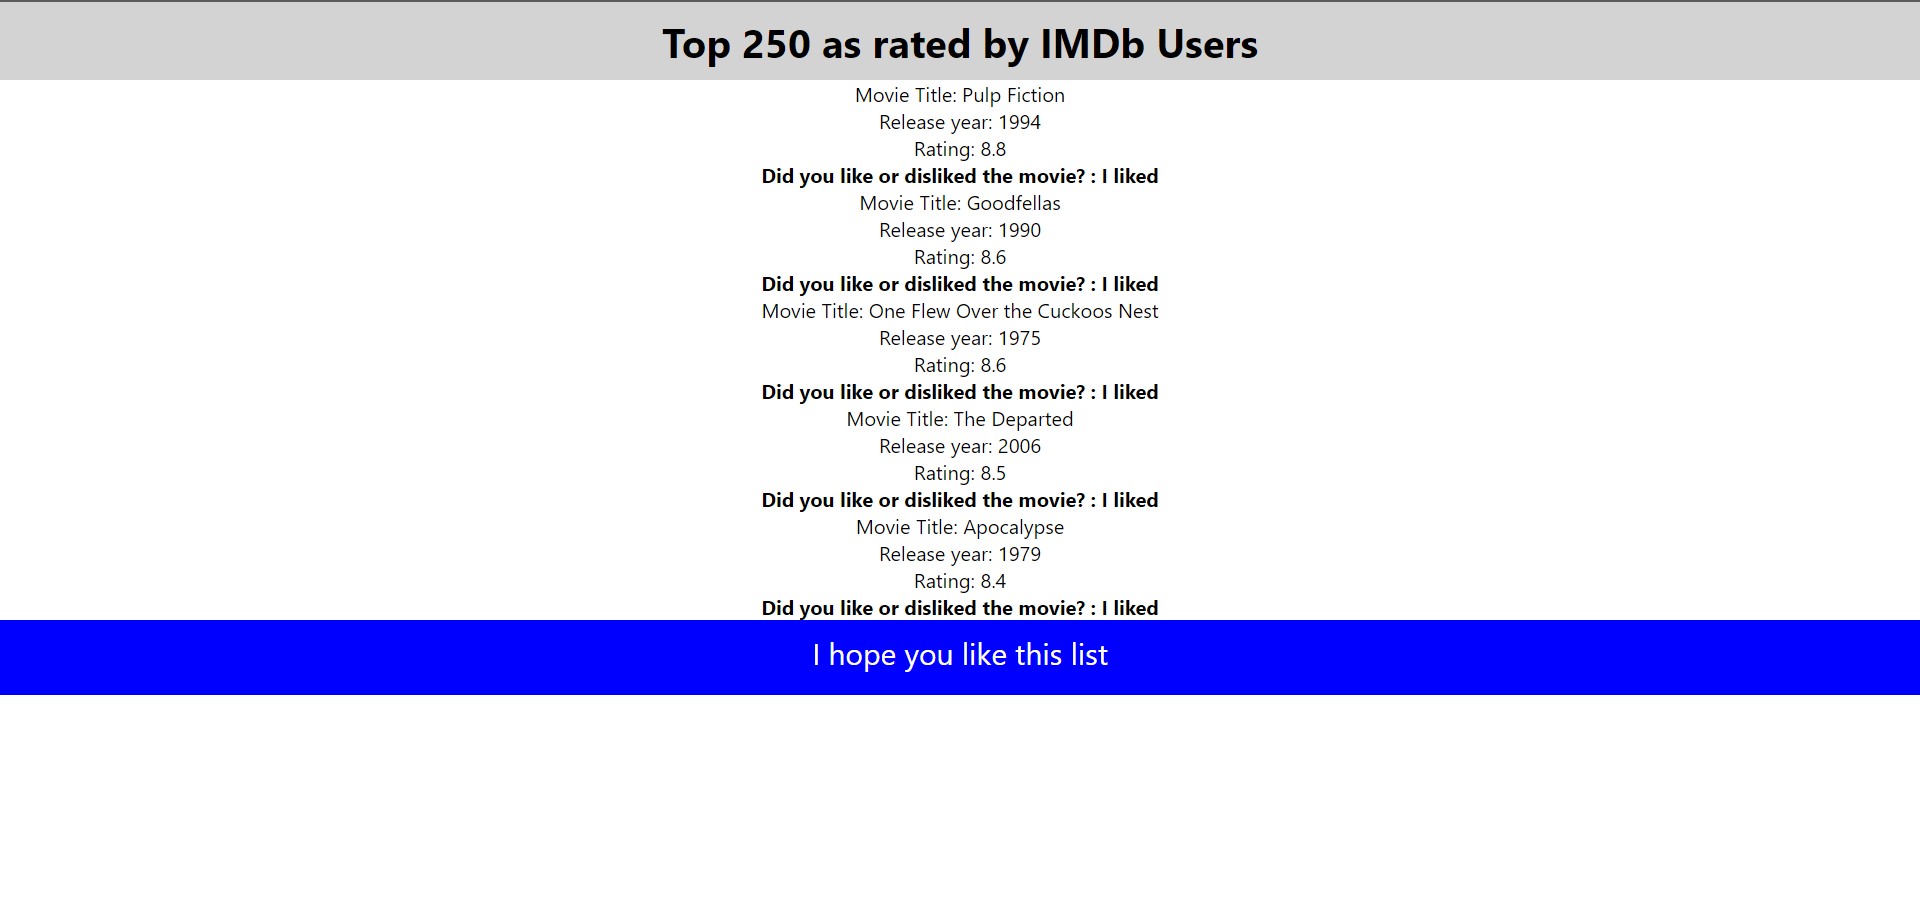 Top 250 as rated by IMDb Users
Movie Title: Pulp Fiction
Release year: 1994
Rating: 8.8
Did you like or disliked the movie? : I liked
Movie Title: Goodfellas
Release year: 1990
Rating: 8.6
Did you like or disliked the movie? : I liked
Movie Title: One Flew Over the Cuckoos Nest
Release year: 1975
Rating: 8.6
Did you like or disliked the movie? : I liked
Movie Title: The Departed
Release year: 2006
Rating: 8.5
Did you like or disliked the movie? : I liked
Movie Title: Apocalypse
Release year: 1979
Rating: 8.4
Did you like or disliked the movie? : I liked
I hope you like this list